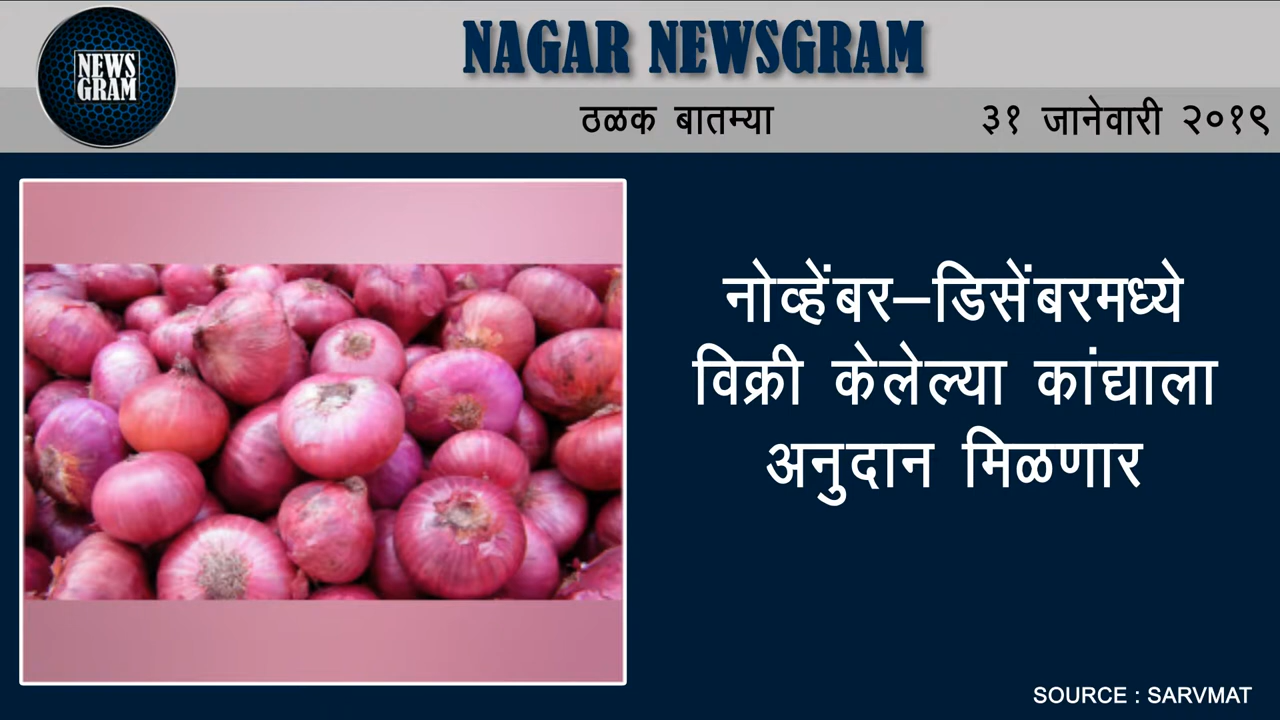 NEWS
GRAM
NAGAR NEWSGRAM
ठळक बातम्या
३१ जानेवारी २०१९
नोव्हेंबर–डिसेंबरमध्ये
विक्री केलेल्या कांद्याला
अनुदान मिळणार
SOURCE : SARVMAT